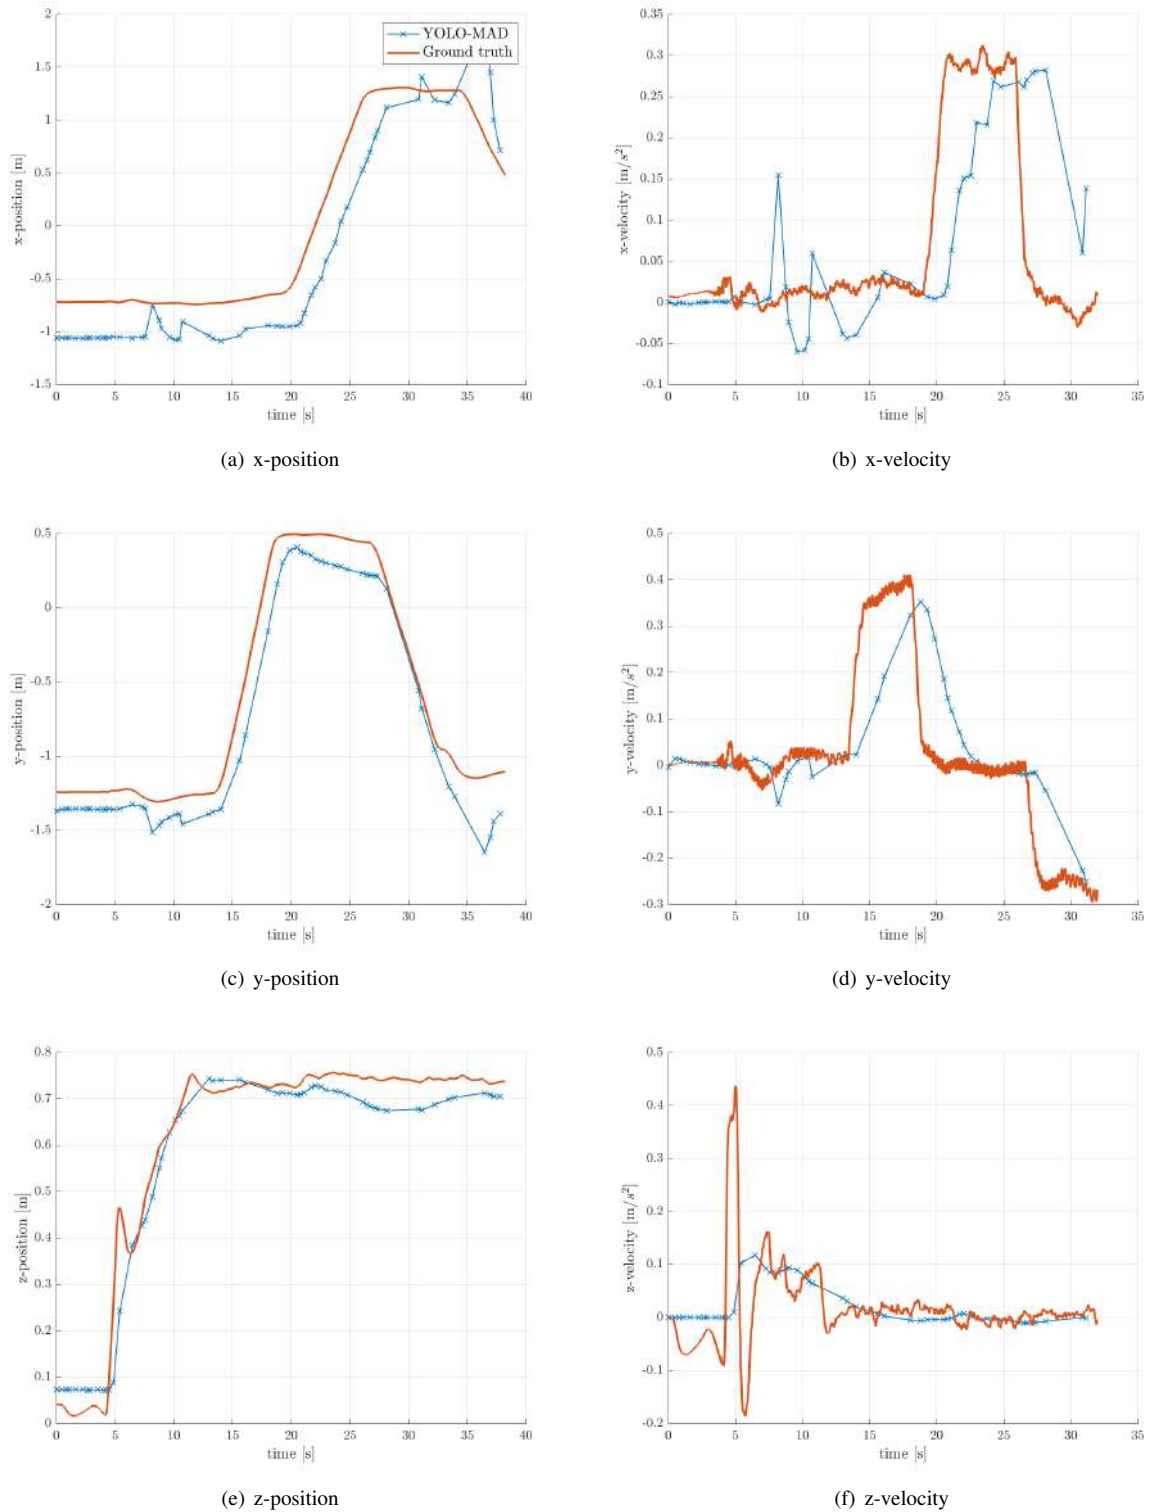 2
1.5
1
0.5
0
-0.5
-1
-1.5
x-position [m]
YOLO-MAD
Ground truth
0 5 10 15 20 25 30 35 40
time [s]
(a) x-position
0.35
0.3
0.25
0.2
0.15
0.1
0.05
0
-0.05
-0.1
x-velocity [m/s²]
0 5 10 15 20 25 30 35
time [s]
(b) x-velocity
0.5
0
-0.5
-1
-1.5
-2
y-position [m]
0 5 10 15 20 25 30 35 40
time [s]
(c) y-position
0.5
0.4
0.3
0.2
0.1
0
-0.1
-0.2
-0.3
y-velocity [m/s²]
0 5 10 15 20 25 30 35
time [s]
(d) y-velocity
0.8
0.7
0.6
0.5
0.4
0.3
0.2
0.1
0
z-position [m]
0 5 10 15 20 25 30 35 40
time [s]
(e) z-position
0.5
0.4
0.3
0.2
0.1
0
-0.1
-0.2
z-velocity [m/s²]
0 5 10 15 20 25 30 35
time [s]
(f) z-velocity